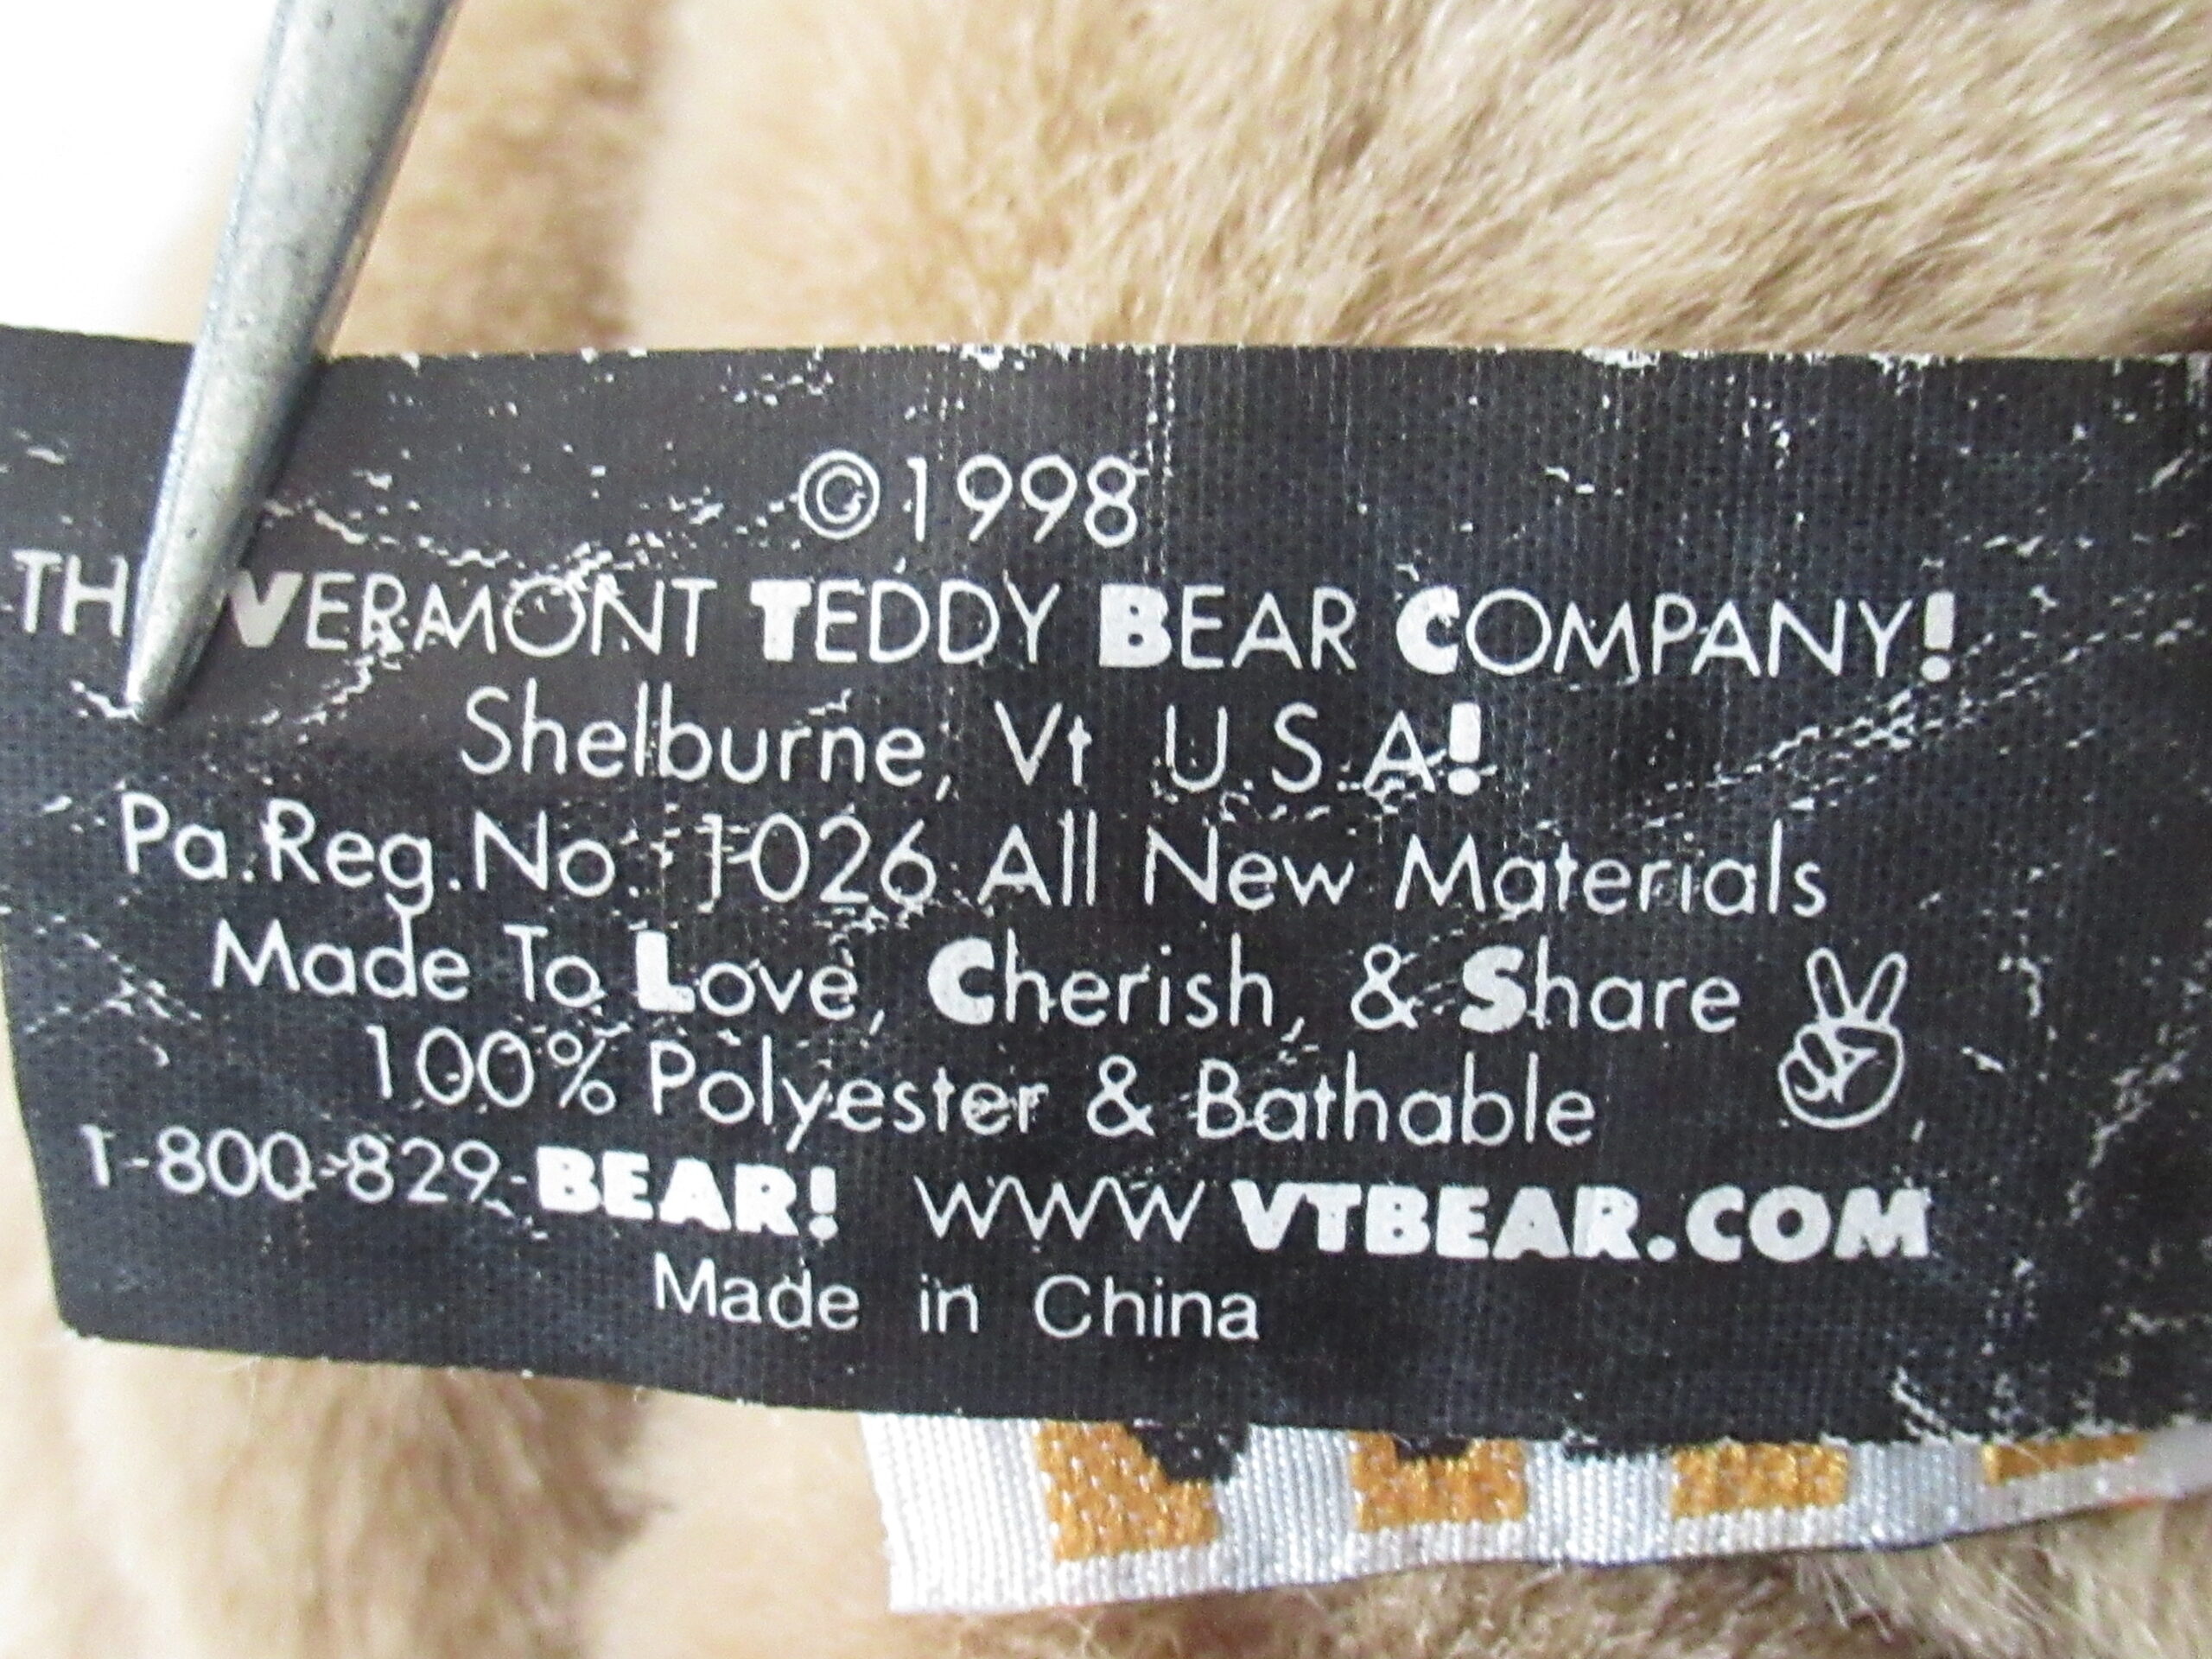 ©1998
THE VERMONT TEDDY BEAR COMPANY!
Shelburne, Vt U.S.A!
Pa.Reg.No. 1026 All New Materials
Made To Love, Cherish, & Share
100% Polyester & Bathable
1-800-829-BEAR! WWW VTBEAR.COM
Made in China